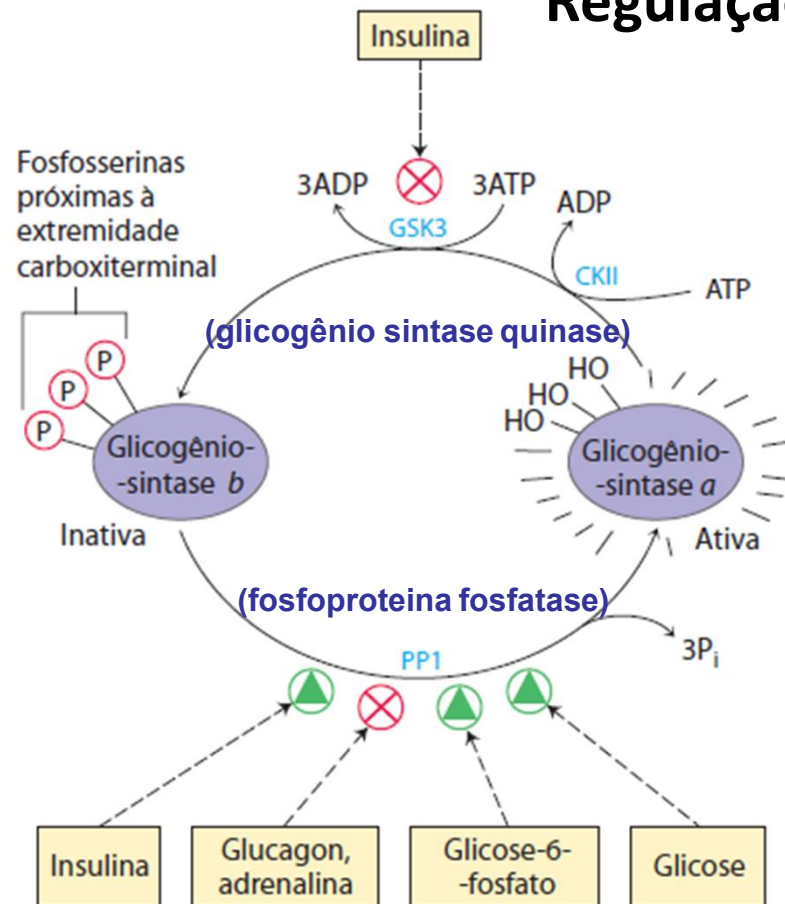 Regulaçã
Insulina
Fosfosserinas
próximas à
extremidade
carboxiterminal
3ADP
3ATP
GSK3
ADP
CKII
ATP
(glicogênio sintase quinase)
P
P
P
HO
HO
HO
Glicogênio-
-sintase b
Inativa
Glicogênio-
-sintase a
Ativa
(fosfoproteina fosfatase)
PP1
3Pi
Insulina
Glucagon,
adrenalina
Glicose-6-
-fosfato
Glicose